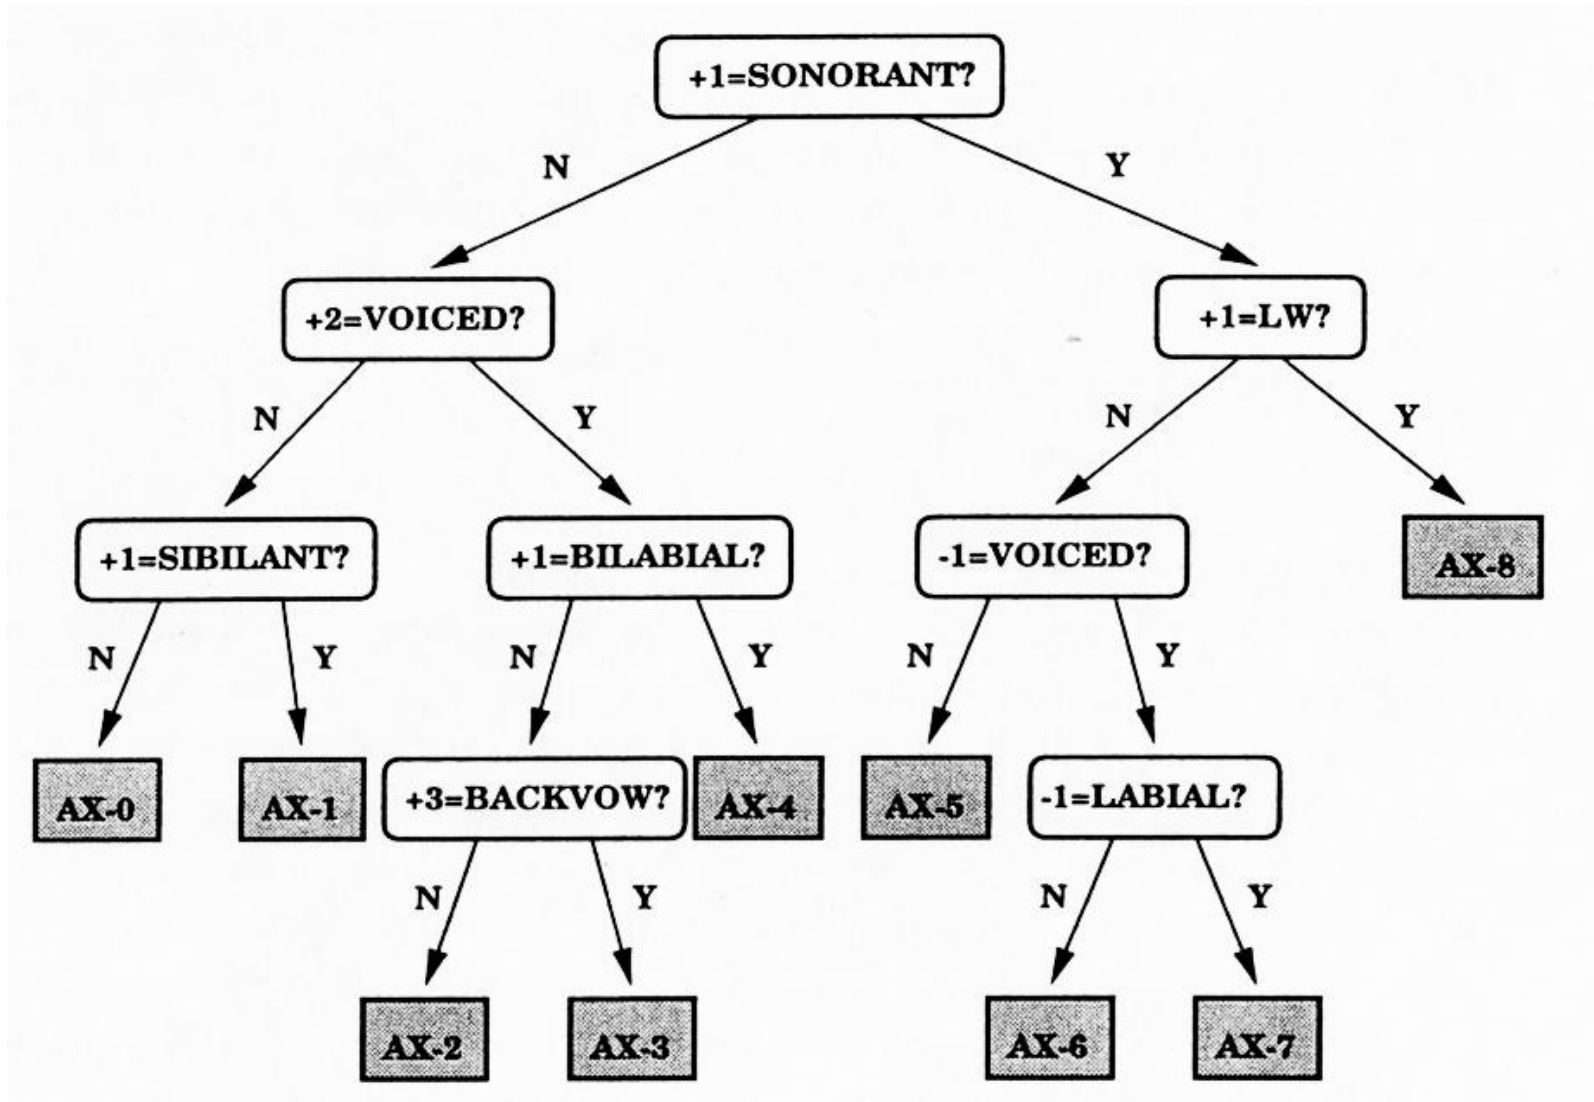 +1=SONORANT?
N
Y
+2=VOICED?
+1=LW?
N
Y
N
Y
+1=SIBILANT?
+1=BILABIAL?
-1=VOICED?
AX-8
N
Y
N
Y
N
Y
AX-0
AX-1
+3=BACKVOW?
AX-4
AX-5
-1=LABIAL?
N
Y
N
Y
AX-2
AX-3
AX-6
AX-7